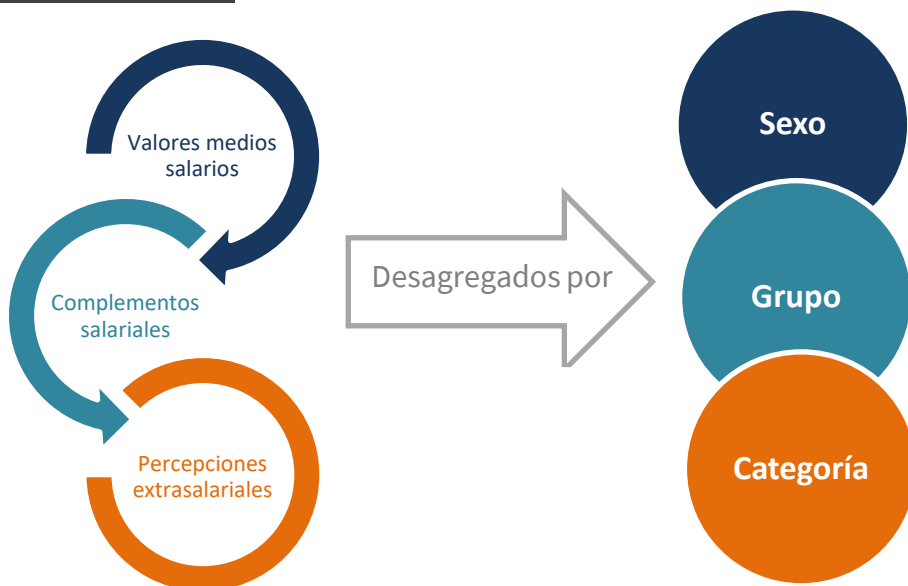 Valores medios
salarios
Complementos
salariales
Percepciones
extrasalariales
Desagregados por
Sexo
Grupo
Categoría